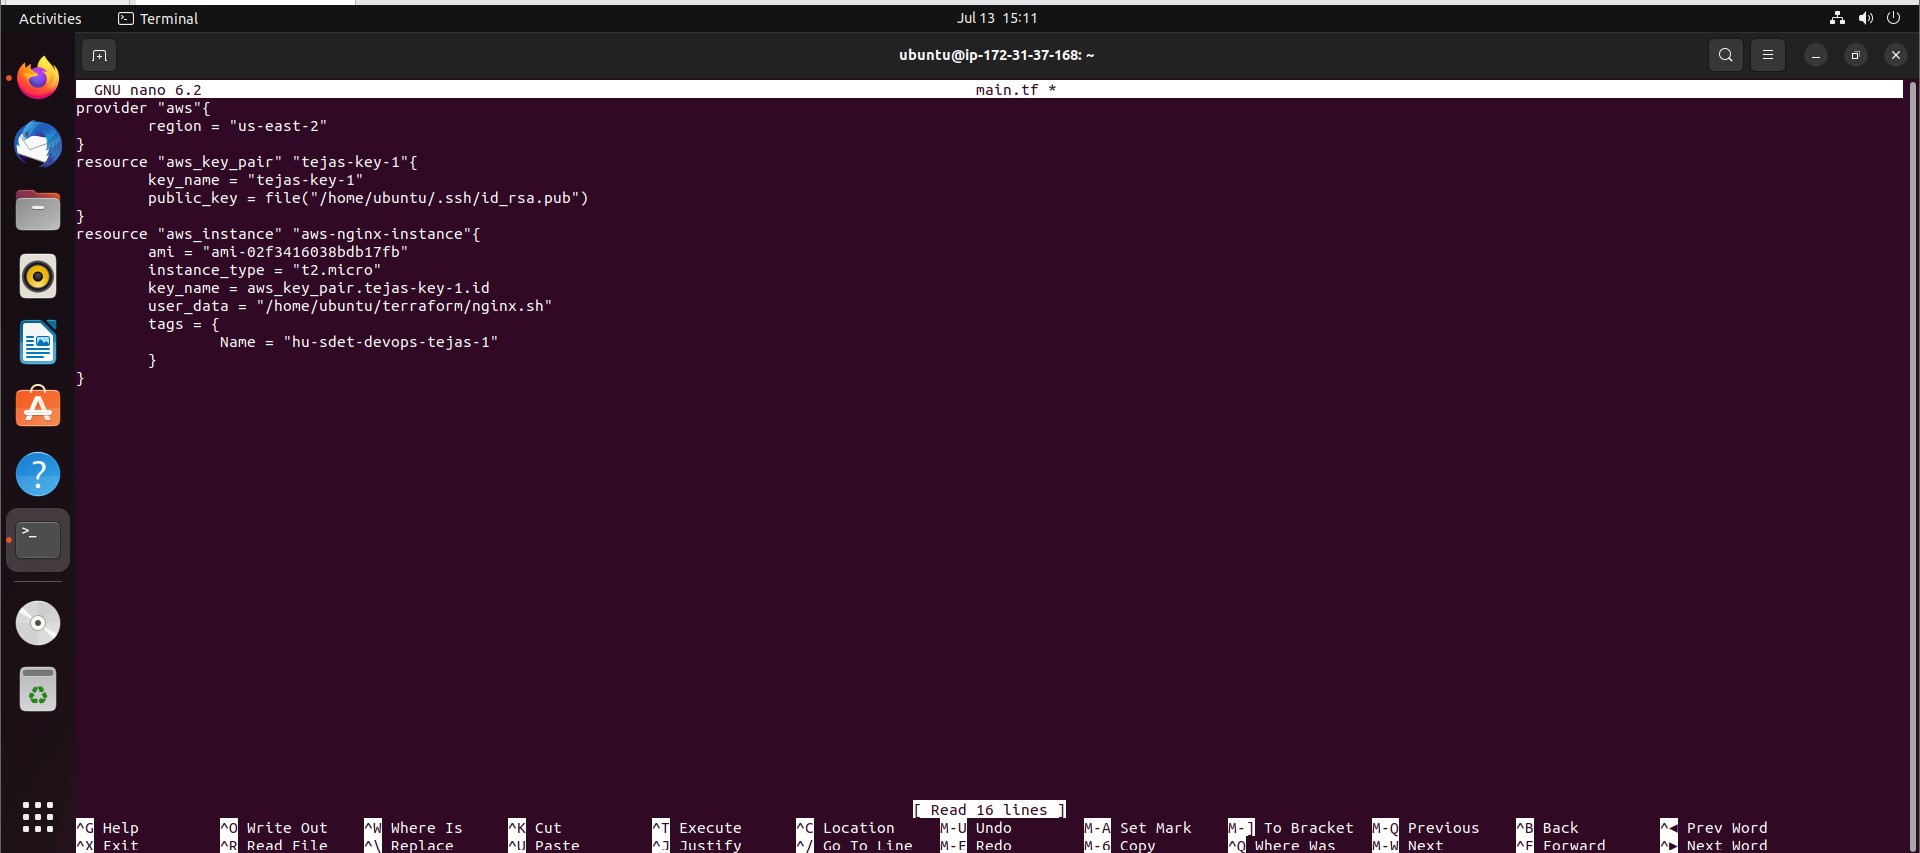 Activities Terminal Jul 13 15:11
ubuntu@ip-172-31-37-168: ~
GNU nano 6.2 main.tf *
provider "aws"{
        region = "us-east-2"
}
resource "aws_key_pair" "tejas-key-1"{
        key_name = "tejas-key-1"
        public_key = file("/home/ubuntu/.ssh/id_rsa.pub")
}
resource "aws_instance" "aws-nginx-instance"{
        ami = "ami-02f3416038bdb17fb"
        instance_type = "t2.micro"
        key_name = aws_key_pair.tejas-key-1.id
        user_data = "/home/ubuntu/terraform/nginx.sh"
        tags = {
                Name = "hu-sdet-devops-tejas-1"
        }
}
[ Read 16 lines ]
^G Help ^O Write Out ^W Where Is ^K Cut ^T Execute ^C Location M-U Undo M-A Set Mark M-] To Bracket M-Q Previous ^B Back ^◀ Prev Word
^X Exit ^R Read File ^\ Replace ^U Paste ^J Justify ^/ Go To Line M-E Redo M-6 Copy ^Q Where Was M-W Next ^F Forward ^▶ Next Word